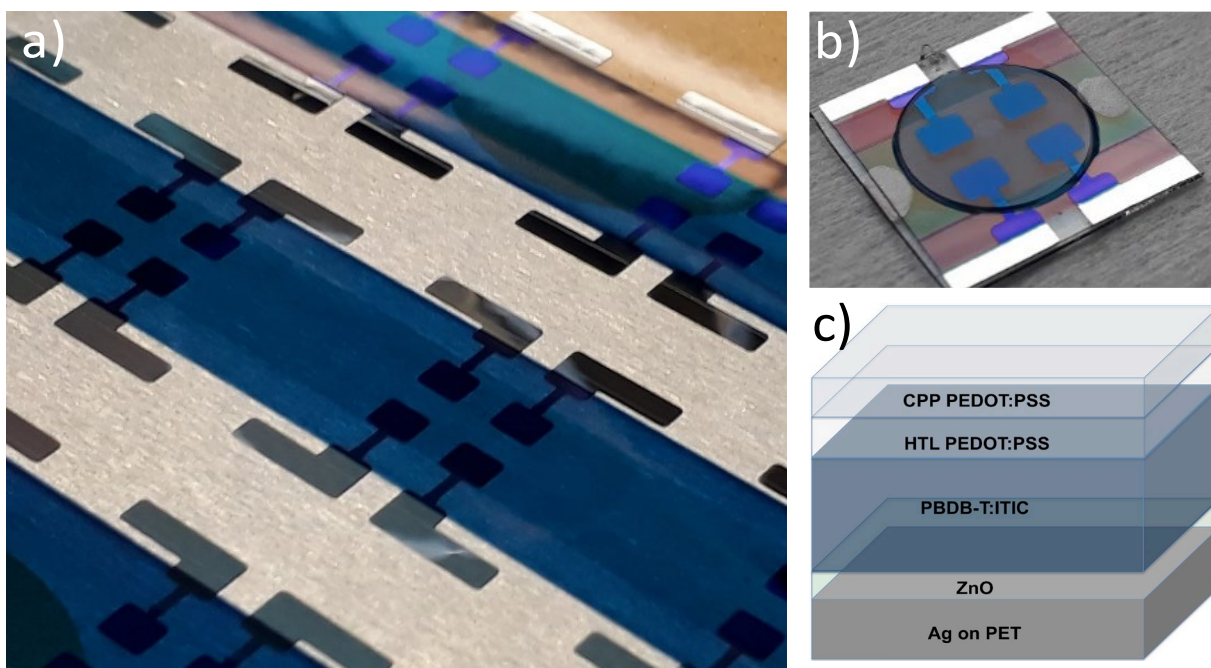 a)
b)
c)
CPP PEDOT:PSS
HTL PEDOT:PSS
PBDB-T:ITIC
ZnO
Ag on PET